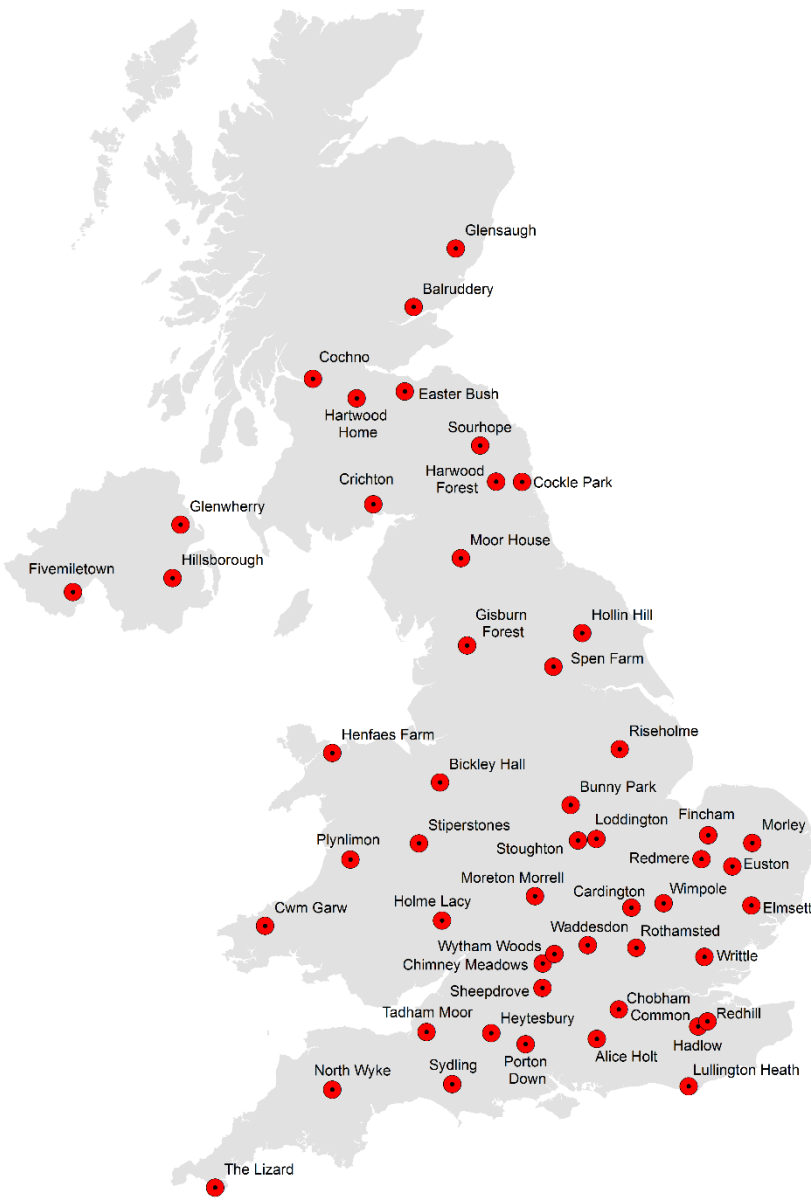 Glensaugh
Balruddery
Cochno
Easter Bush
Hartwood
Home
Sourhope
Harwood
Forest
Cockle Park
Crichton
Glenwherry
Moor House
Hillsborough
Fivemiletown
Gisburn
Forest
Hollin Hill
Spen Farm
Henfaes Farm
Riseholme
Bickley Hall
Bunny Park
Stiperstones
Loddington
Fincham
Morley
Plynlimon
Stoughton
Redmere
Euston
Moreton Morrell
Cardington
Wimpole
Cwm Garw
Holme Lacy
Elmsett
Waddesdon
Rothamsted
Wytham Woods
Writtle
Chimney Meadows
Sheepdrove
Chobham
Common
Tadham Moor
Heytesbury
Redhill
Hadlow
Alice Holt
Porton
Down
North Wyke
Sydling
Lullington Heath
The Lizard